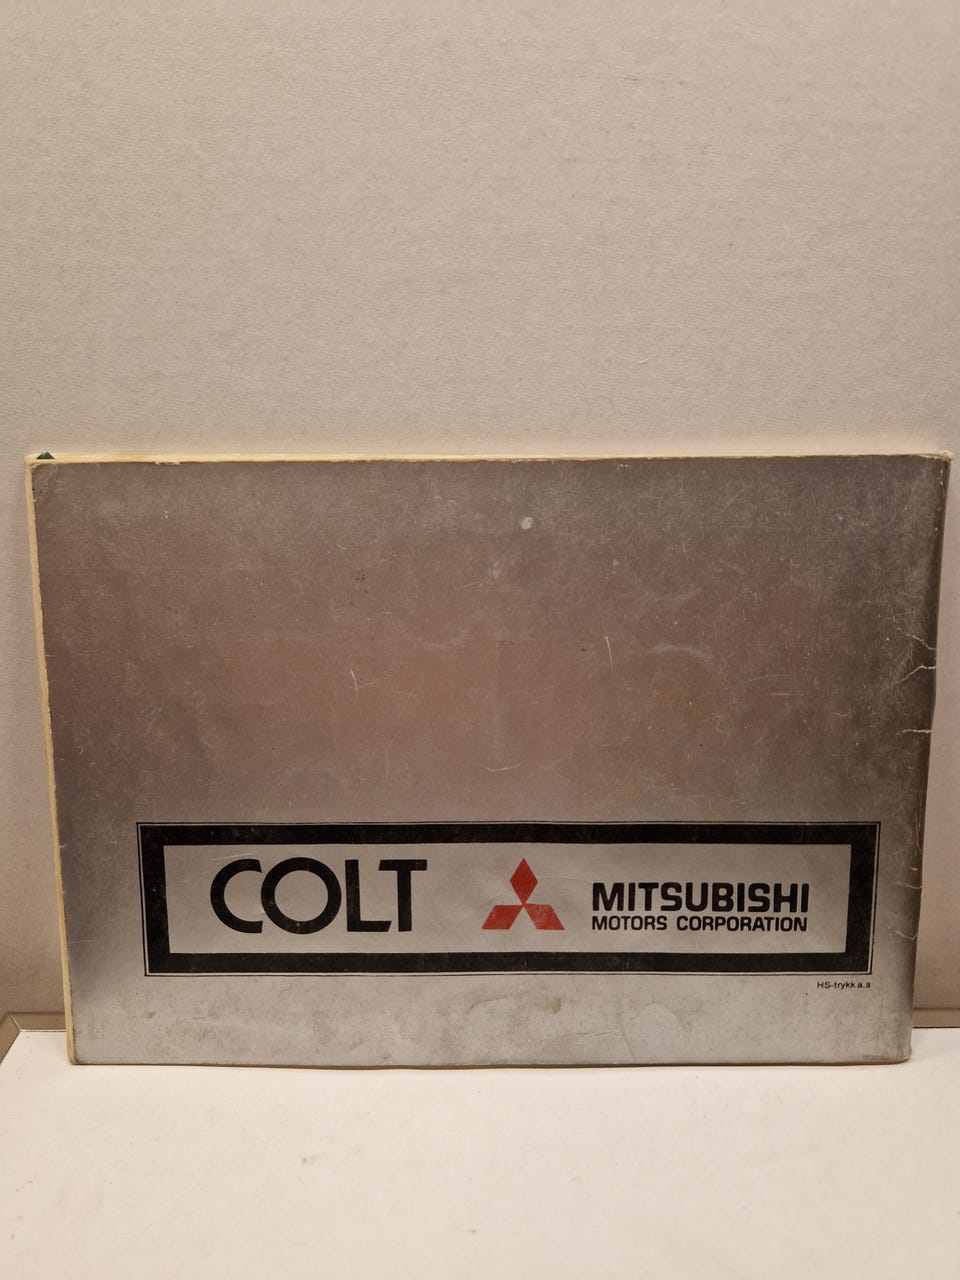 COLT
MITSUBISHI
MOTORS CORPORATION
HS-trykk a.s